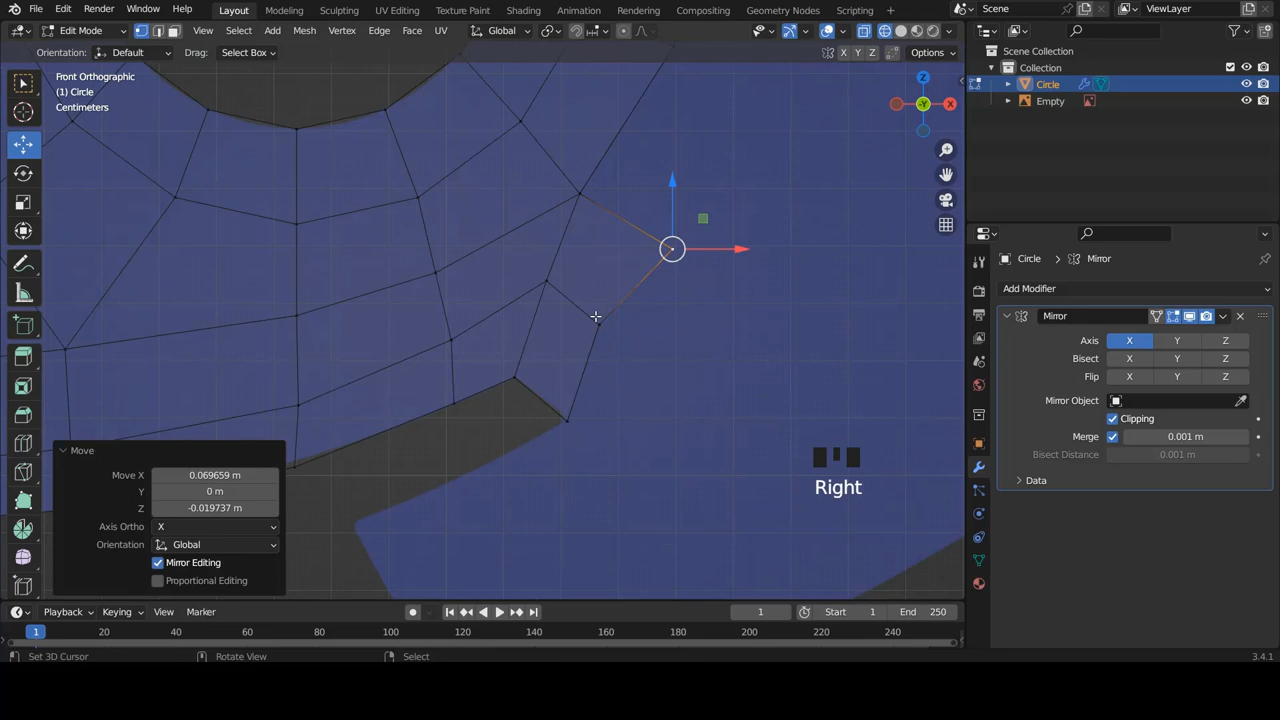 File Edit Render Window Help Layout Modeling Sculpting UV Editing Texture Paint Shading Animation Rendering Compositing Geometry Nodes Scripting Scene ViewLayer
Edit Mode View Select Add Mesh Vertex Edge Face UV Global
Orientation: Default Drag: Select Box X Y Z Options
Front Orthographic
(1) Circle
Centimeters
Z
Y
X
Scene Collection
Collection
Circle
Empty
Circle > Mirror
Add Modifier
Mirror
Axis X Y Z
Bisect X Y Z
Flip X Y Z
Mirror Object
Clipping
Merge 0.001 m
Bisect Distance 0.001 m
Data
Move
Move X 0.069659 m
Y 0 m
Z -0.019737 m
Axis Ortho X
Orientation Global
Mirror Editing
Proportional Editing
Right
Playback Keying View Marker 1 Start 1 End 250
1 20 40 60 80 100 120 140 160 180 200 220 240
Set 3D Cursor Rotate View Select 3.4.1